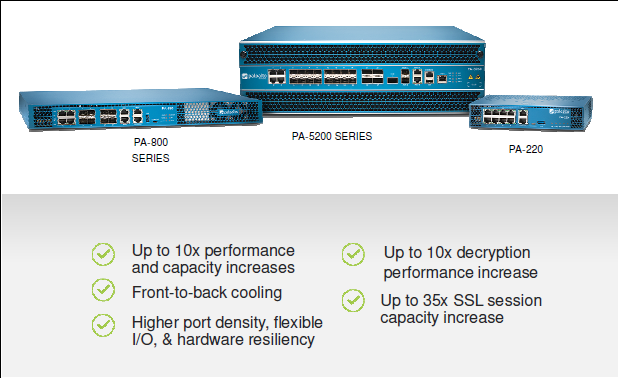 paloalto
PA-800
SERIES
PA-5200 SERIES
PA-220
Up to 10x performance
and capacity increases
Front-to-back cooling
Higher port density, flexible
I/O, & hardware resiliency
Up to 10x decryption
performance increase
Up to 35x SSL session
capacity increase